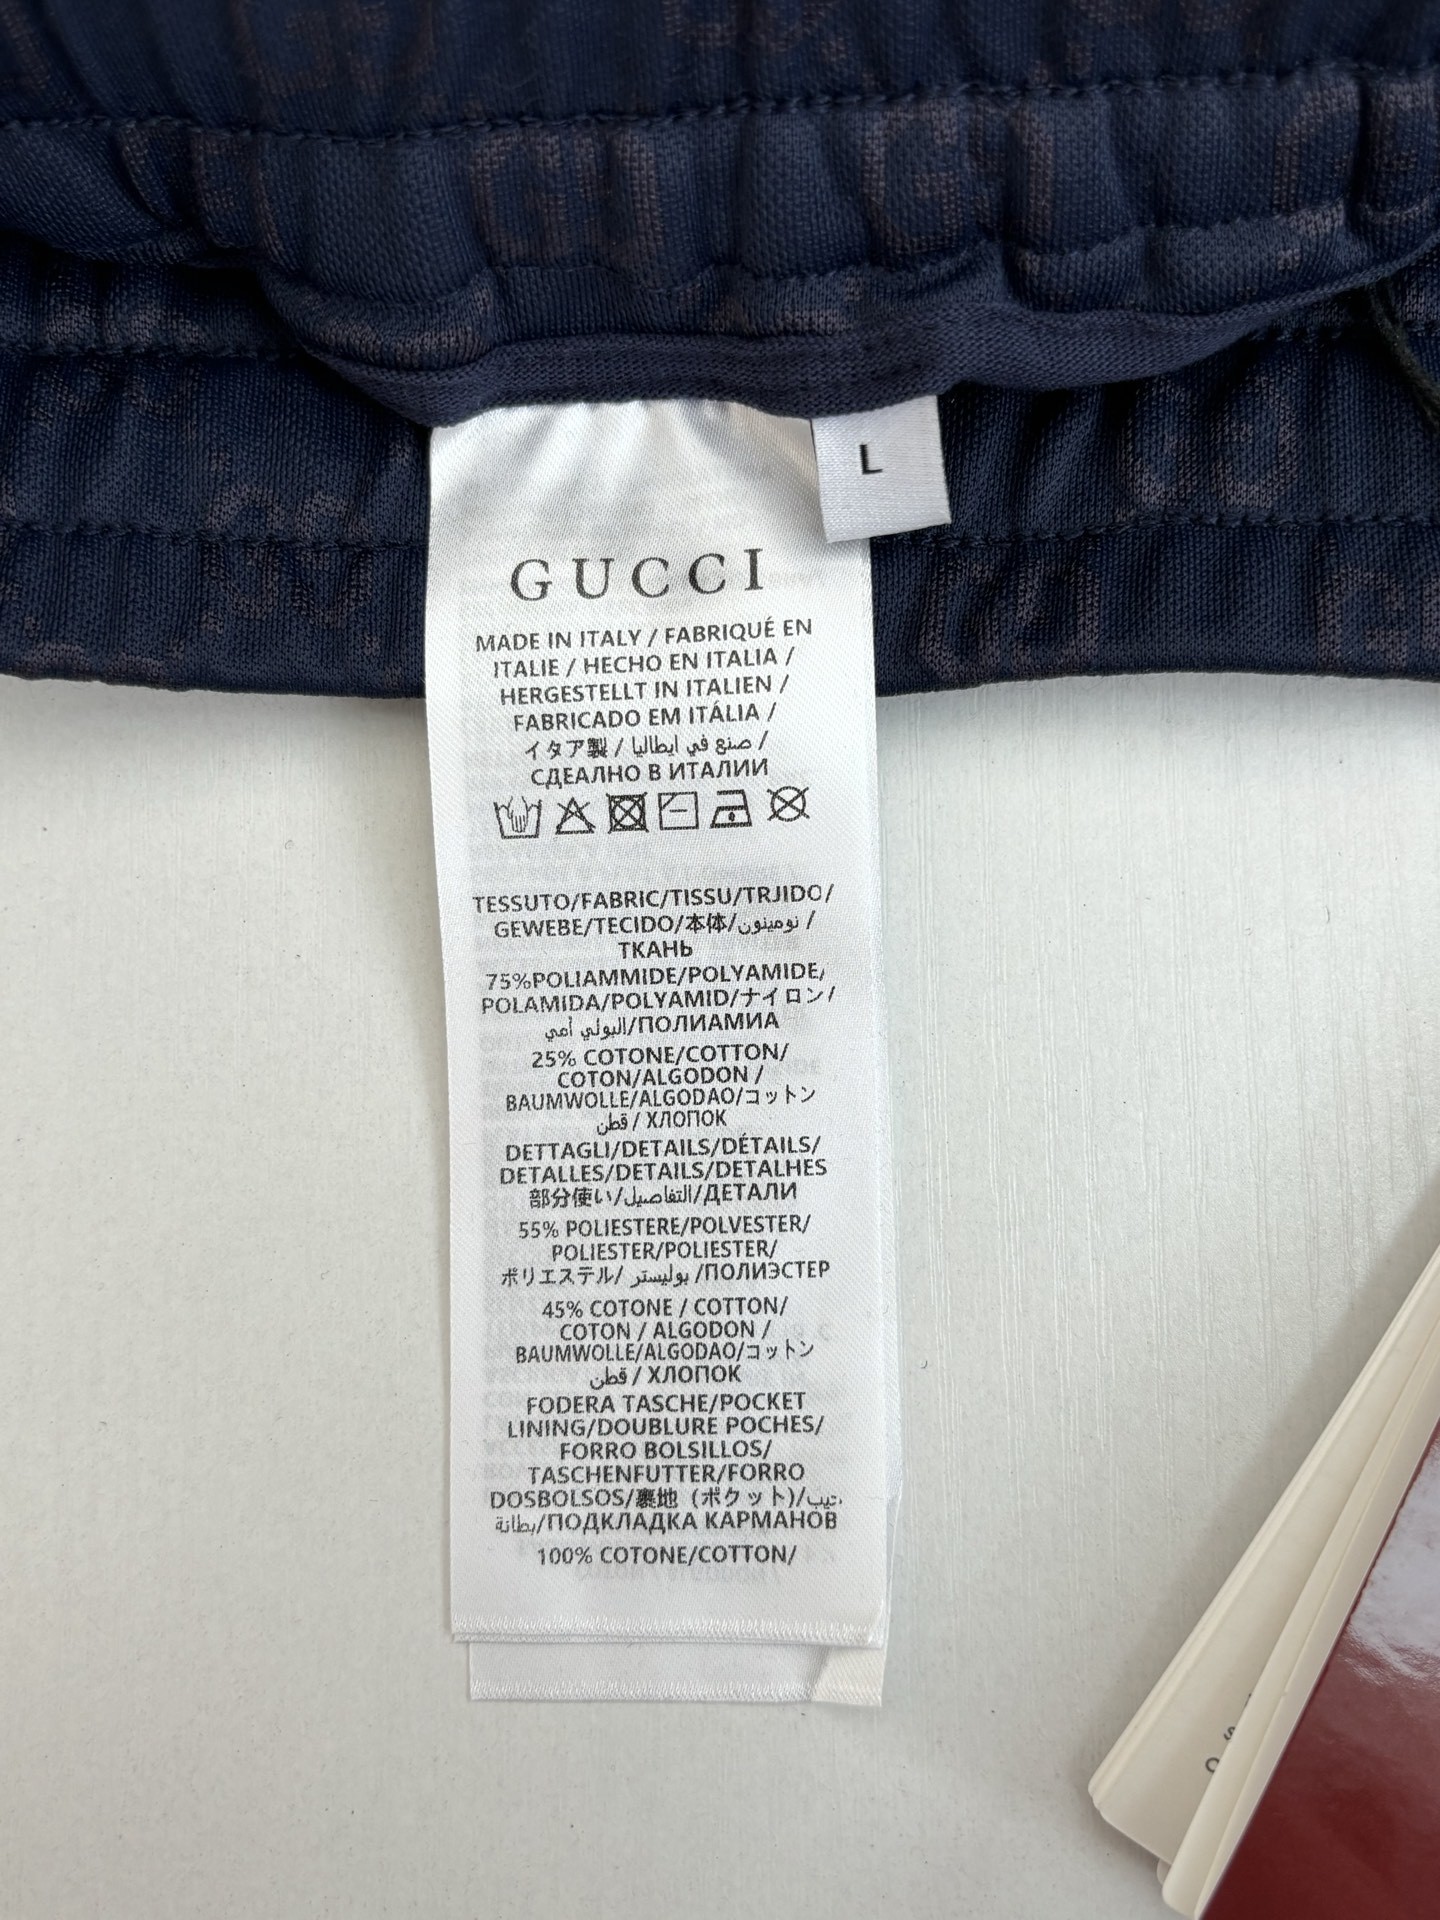 L
GUCCI
MADE IN ITALY / FABRIQUÉ EN
ITALIE / HECHO EN ITALIA /
HERGESTELLT IN ITALIEN /
FABRICADO EM ITÁLIA /
イタア製 / صنع في ايطاليا /
СДЕАЛНО В ИТАЛИИ
TESSUTO/FABRIC/TISSU/TRJIDO/
GEWEBE/TECIDO/本体/نومينون /
ТКАНЬ
75%POLIAMMIDE/POLYAMIDE/
POLAMIDA/POLYAMID/ナイロン/
البولي أمي/ПОЛИАМИА
25% COTONE/COTTON/
COTON/ALGODON /
BAUMWOLLE/ALGODAO/コットン
قطن / ХЛОПОК
DETTAGLI/DETAILS/DÉTAILS/
DETALLES/DETAILS/DETALHES
部分使い/التفاصيل/ДЕТАЛИ
55% POLIESTERE/POLVESTER/
POLIESTER/POLIESTER/
ポリエステル/ بوليستر /ПОЛИЭСТЕР
45% COTONE / COTTON/
COTON / ALGODON /
BAUMWOLLE/ALGODAO/コットン
قطن / ХЛОПОК
FODERA TASCHE/POCKET
LINING/DOUBLURE POCHES/
FORRO BOLSILLOS/
TASCHENFUTTER/FORRO
DOSBOLSOS/裏地 (ポケット)/
بطانة/ПОДКЛАДКА КАРМАНОВ
100% COTONE/COTTON/